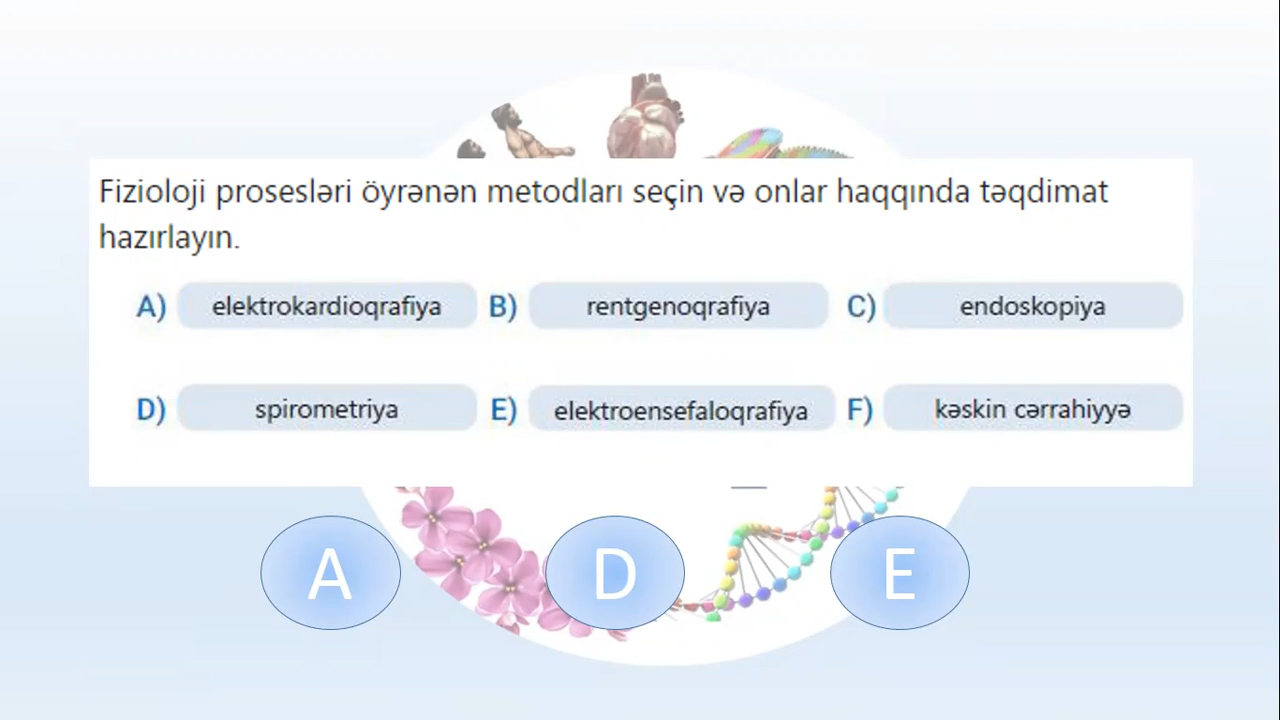 Fizioloji prosesləri öyrənən metodları seçin və onlar haqqında təqdimat
hazırlayın.
A) elektrokardioqrafiya B) rentgenoqrafiya C) endoskopiya
D) spirometriya E) elektroensefaloqrafiya F) kəskin cərrahiyyə
A D E